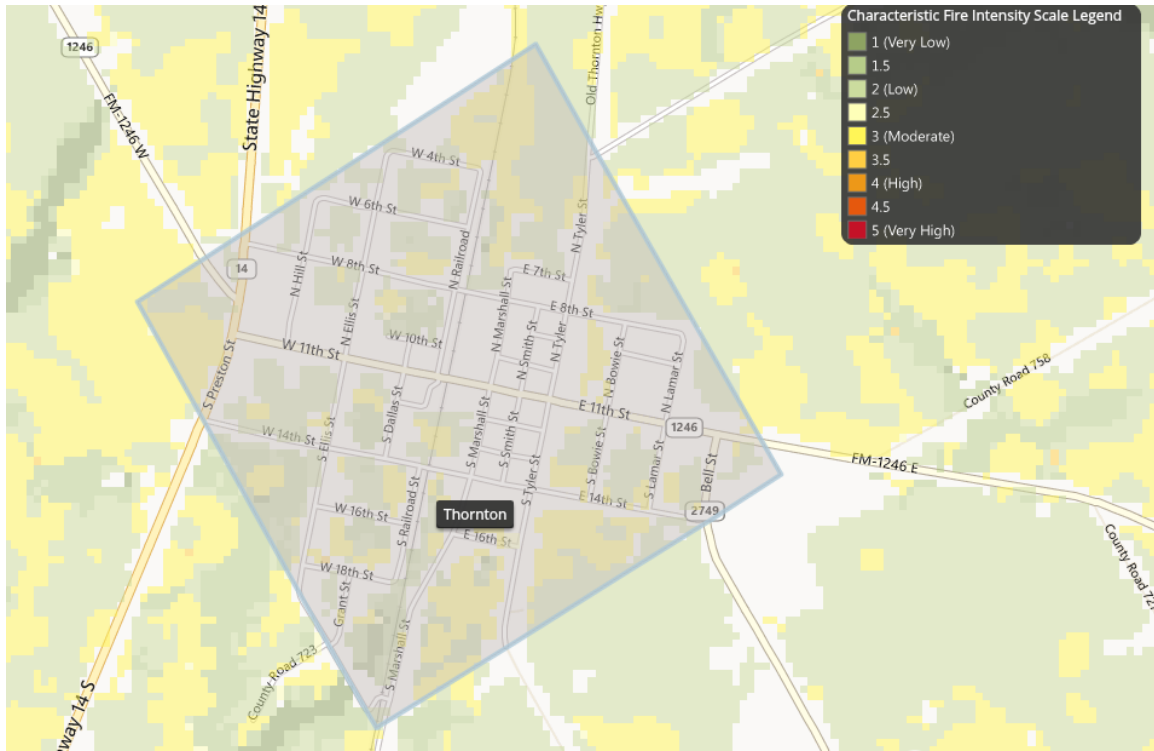 Characteristic Fire Intensity Scale Legend
1 (Very Low)
1.5
2 (Low)
2.5
3 (Moderate)
3.5
4 (High)
4.5
5 (Very High)
1246
FM-1246 W
State Highway 14
Old Thornton Hwy
W 4th St
W 6th St
N Railroad
N Tyler St
W 8th St
14
N Hill St
E 7th St
N Ellis St
N Marshall St
E 8th St
N Smith St
N Tyler
W 10th St
W 11th St
N Bowie St
N Lamar St
County Road 758
S Preston St
S Dallas St
E 11th St
1246
FM-1246 E
W 14th St
S Ellis St
S Marshall St
S Smith St
S Tyler St
S Bowie St
S Lamar St
Bell St
E 14th St
2749
Thornton
W 16th St
S Railroad St
E 16th St
W 18th St
Grant St
County Road 723
S Marshall St
County Road 727
way 14 S